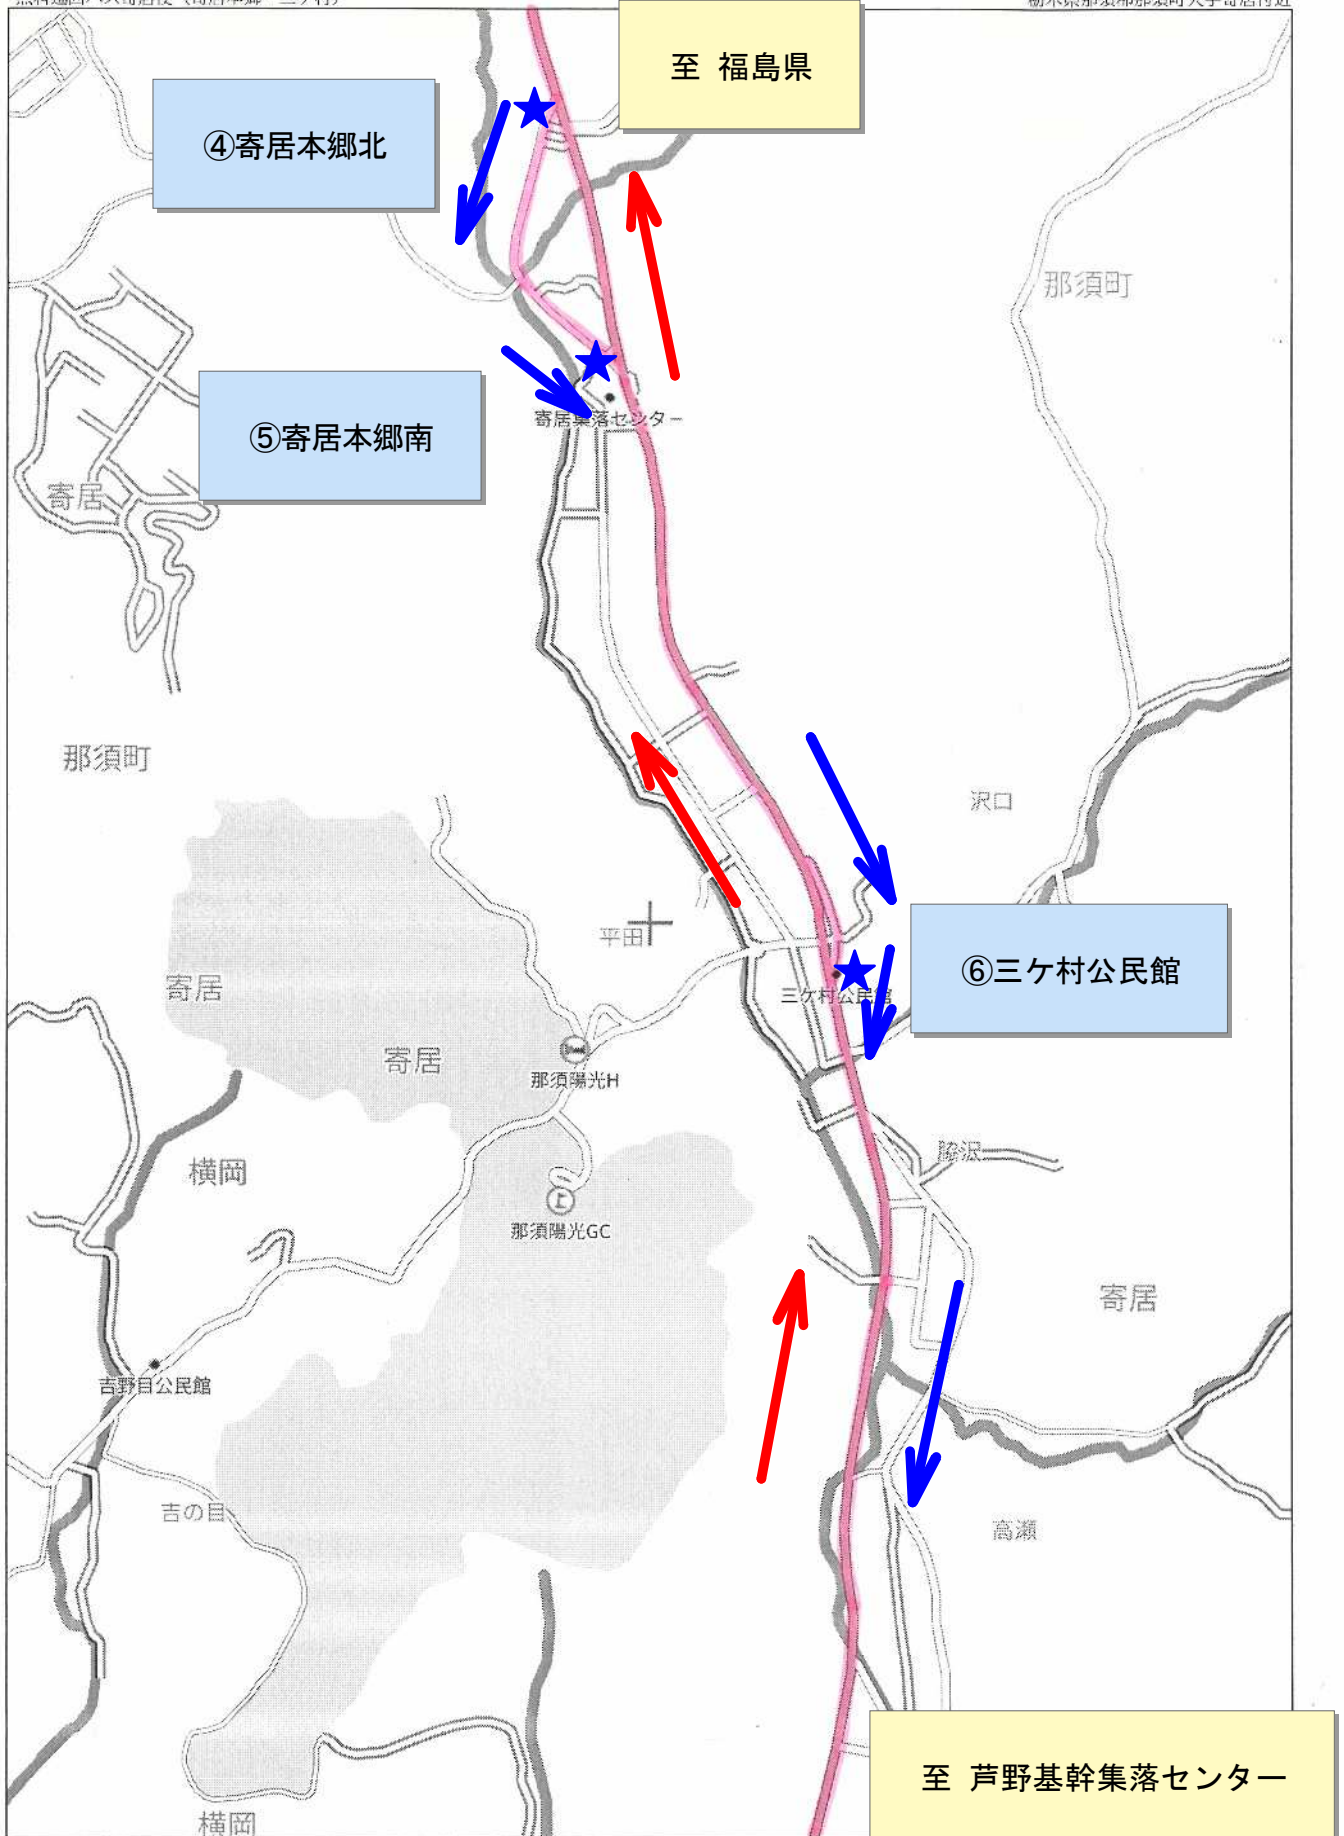 至 福島県
④寄居本郷北
那須町
⑤寄居本郷南
寄居集落センター
寄居
那須町
沢口
平田
⑥三ケ村公民館
三ケ村公民館
寄居
寄居
那須陽光H
横岡
脇沢
那須陽光GC
寄居
吉野目公民館
吉の目
高瀬
至 芦野基幹集落センター
横岡